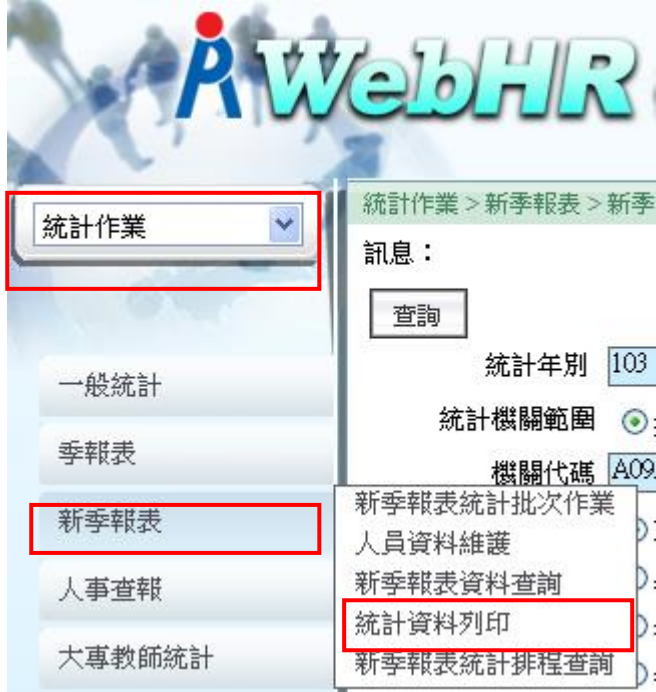 WebHR
統計作業
一般統計
季報表
新季報表
人事查報
大專教師統計
統計作業 > 新季報表 > 新季
訊息：
查詢
統計年別 103
統計機關範圍
機關代碼 A09
新季報表統計批次作業
人員資料維護
新季報表資料查詢
統計資料列印
新季報表統計排程查詢